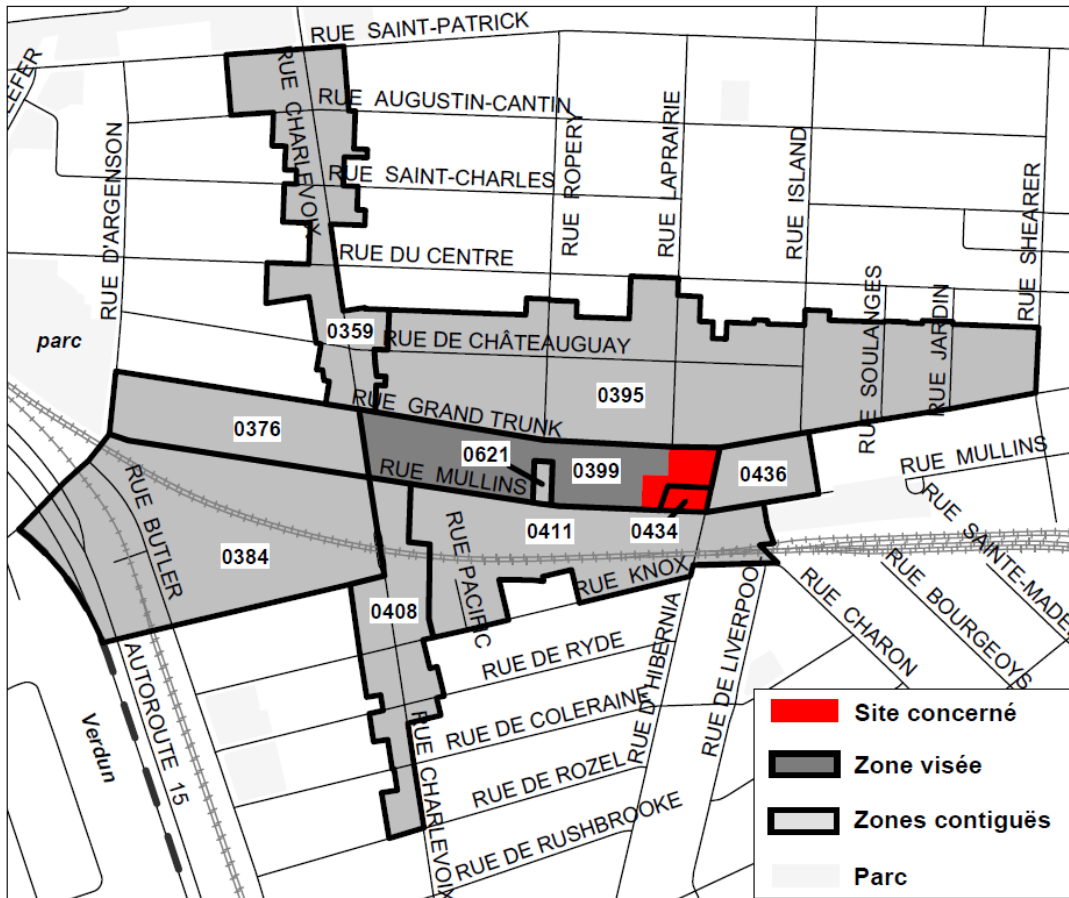 RUE SAINT-PATRICK
LEFER
RUE CHARLEVOIX
RUE AUGUSTIN-CANTIN
RUE D'ARGENSON
RUE ROPERY
RUE LAPRAIRIE
RUE ISLAND
RUE SHEARER
RUE SAINT-CHARLES
RUE DU CENTRE
RUE SOULANGES
RUE JARDIN
parc
0359
RUE DE CHÂTEAUGUAY
0395
RUE GRAND TRUNK
0376
0621
0399
0436
RUE MULLINS
RUE MULLINS
0411
0434
RUE BUTLER
0384
RUE PACIFIC
RUE KNOX
RUE SAINTE-MADE
RUE BOURGEOYS
RUE CHARON
0408
RUE DE RYDE
RUE D'HIBERNIA
RUE DE LIVERPOO
RUE DE COLERAINE
AUTOROUTE 15
Verdun
RUE CHARLEVOIX
RUE DE ROZEL
RUE DE RUSHBROOKE
Site concerné
Zone visée
Zones contiguës
Parc